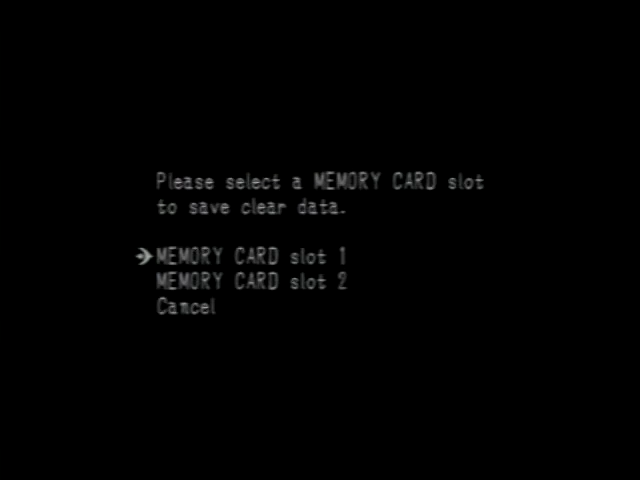 Please select a MEMORY CARD slot
to save clear data.
MEMORY CARD slot 1
MEMORY CARD slot 2
Cancel